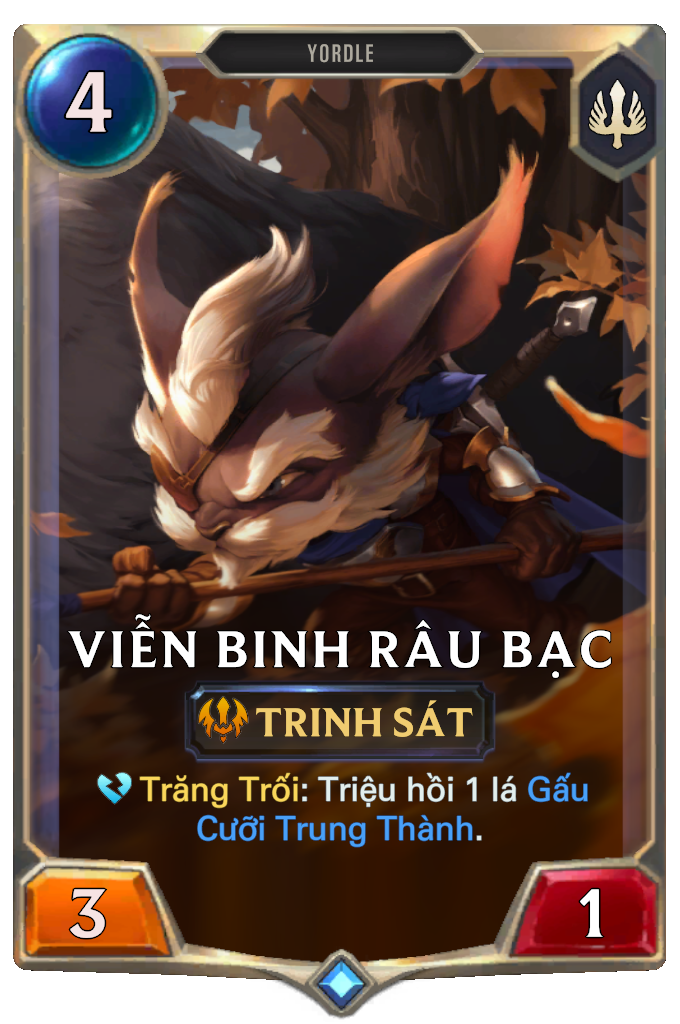 YORDLE
4
VIỄN BINH RÂU BẠC
TRINH SÁT
Trăng Trối: Triệu hồi 1 lá Gấu
Cưỡi Trung Thành.
3
1